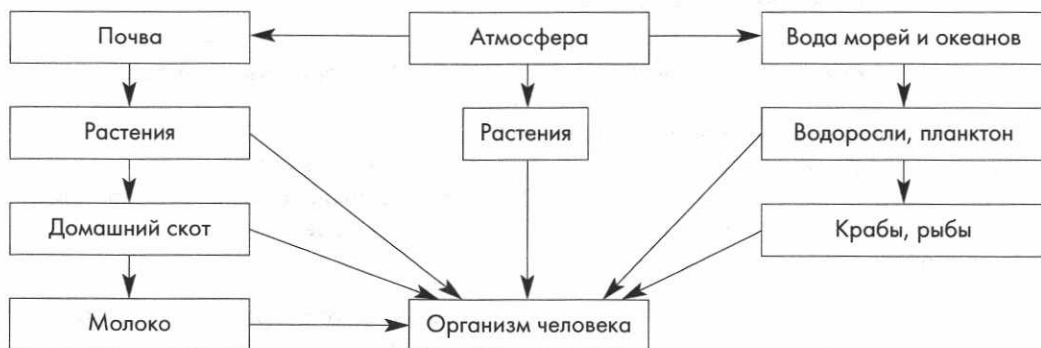 Почва
Атмосфера
Вода морей и океанов
Растения
Растения
Водоросли, планктон
Домашний скот
Крабы, рыбы
Молоко
Организм человека